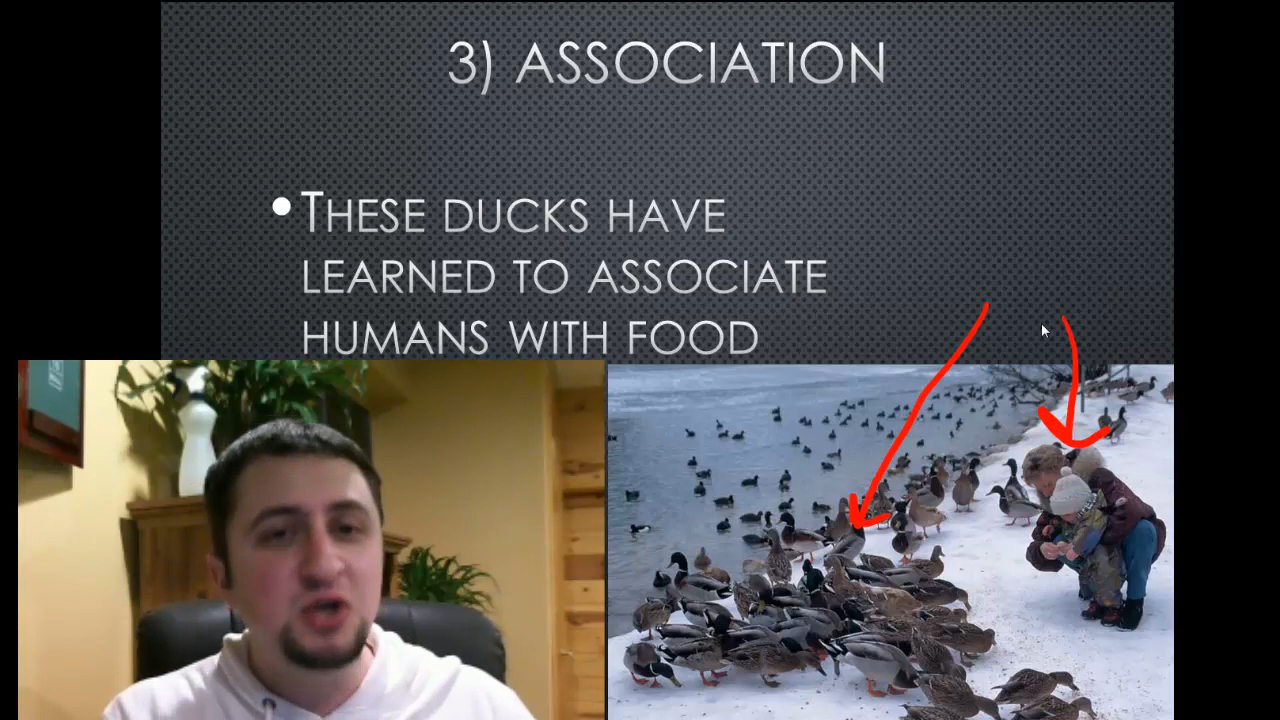 3) ASSOCIATION
• THESE DUCKS HAVE
LEARNED TO ASSOCIATE
HUMANS WITH FOOD